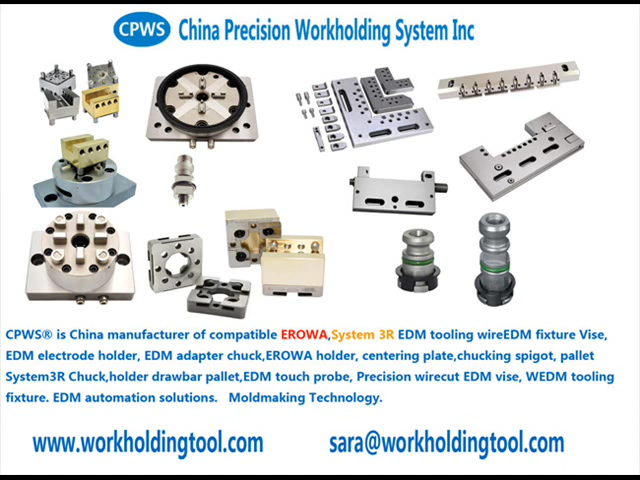 CPWS China Precision Workholding System Inc
CPWS® is China manufacturer of compatible EROWA,System 3R EDM tooling wireEDM fixture Vise,
EDM electrode holder, EDM adapter chuck,EROWA holder, centering plate,chucking spigot, pallet
System3R Chuck,holder drawbar pallet,EDM touch probe, Precision wirecut EDM vise, WEDM tooling
fixture. EDM automation solutions. Moldmaking Technology.
www.workholdingtool.com sara@workholdingtool.com